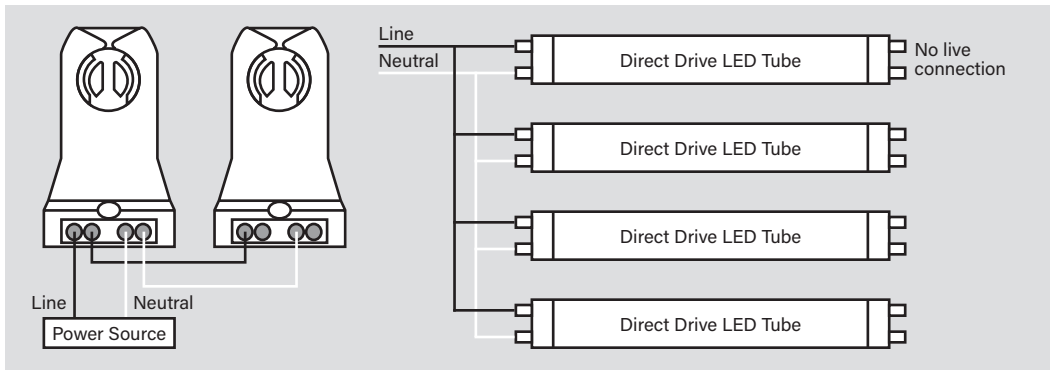 Line
Neutral
Power Source
Line
Neutral
Direct Drive LED Tube
No live
connection
Direct Drive LED Tube
Direct Drive LED Tube
Direct Drive LED Tube